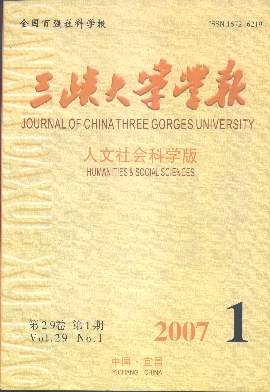 全国百强社科学报
ISSN 1672-6219
三峡大学学报
JOURNAL OF CHINA THREE GORGES UNIVERSITY
人文社会科学版
HUMANITIES & SOCIAL SCIENCES
第29卷 第1期
Vol.29 No.1
2007 1
中国·宜昌
YICHANG CHINA